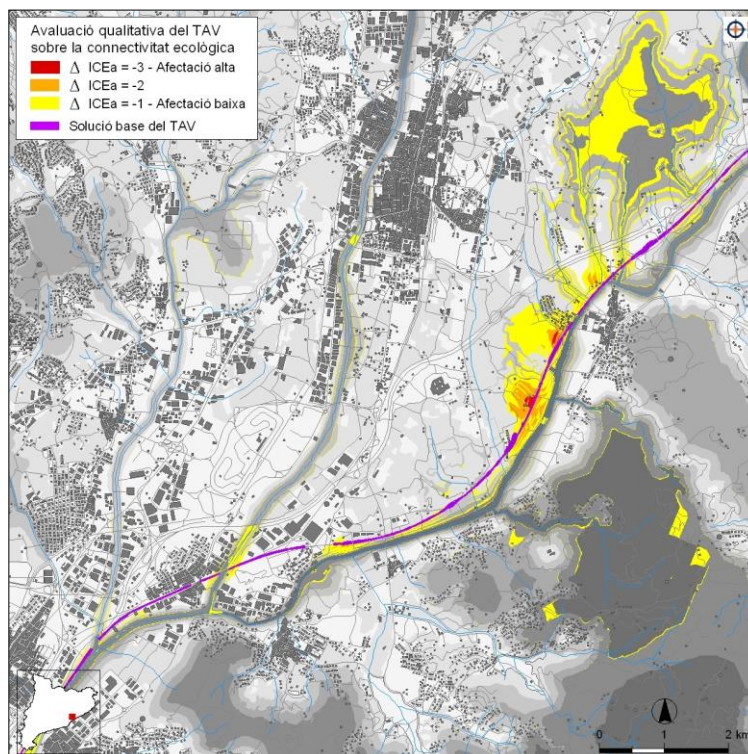 Avaluació qualitativa del TAV
sobre la connectivitat ecològica
Δ ICEa = -3 - Afectació alta
Δ ICEa = -2
Δ ICEa = -1 - Afectació baixa
Solució base del TAV
0 1 2 km